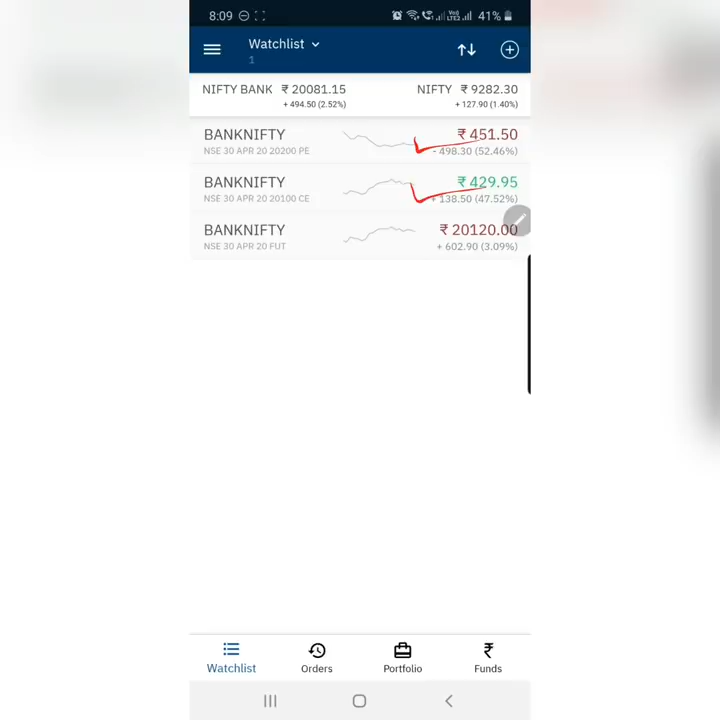 8:09 41%
Watchlist
1
NIFTY BANK ₹ 20081.15 NIFTY ₹ 9282.30
+ 494.50 (2.52%) + 127.90 (1.40%)
BANKNIFTY ₹ 451.50
NSE 30 APR 20 20200 PE - 498.30 (52.46%)
BANKNIFTY ₹ 429.95
NSE 30 APR 20 20100 CE + 138.50 (47.52%)
BANKNIFTY ₹ 20120.00
NSE 30 APR 20 FUT + 602.90 (3.09%)
Watchlist Orders Portfolio Funds